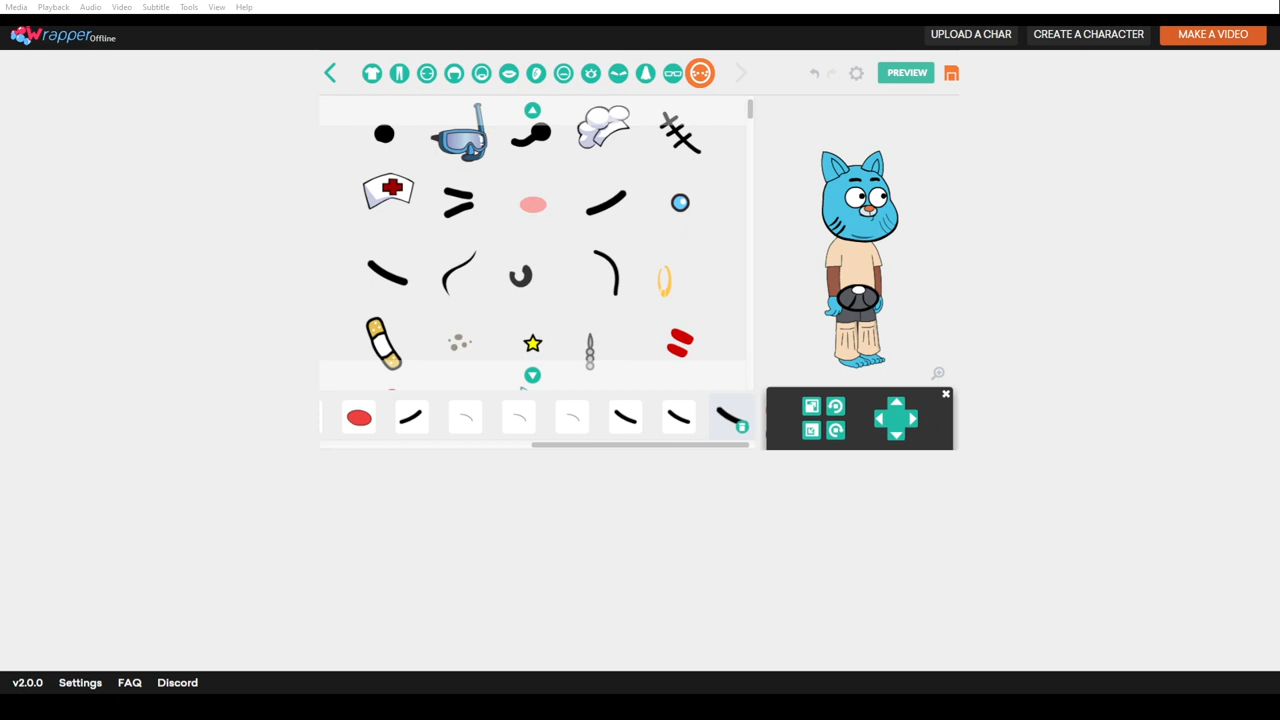 Media Playback Audio Video Subtitle Tools View Help
Wrapper Offline UPLOAD A CHAR CREATE A CHARACTER MAKE A VIDEO
PREVIEW
v2.0.0 Settings FAQ Discord